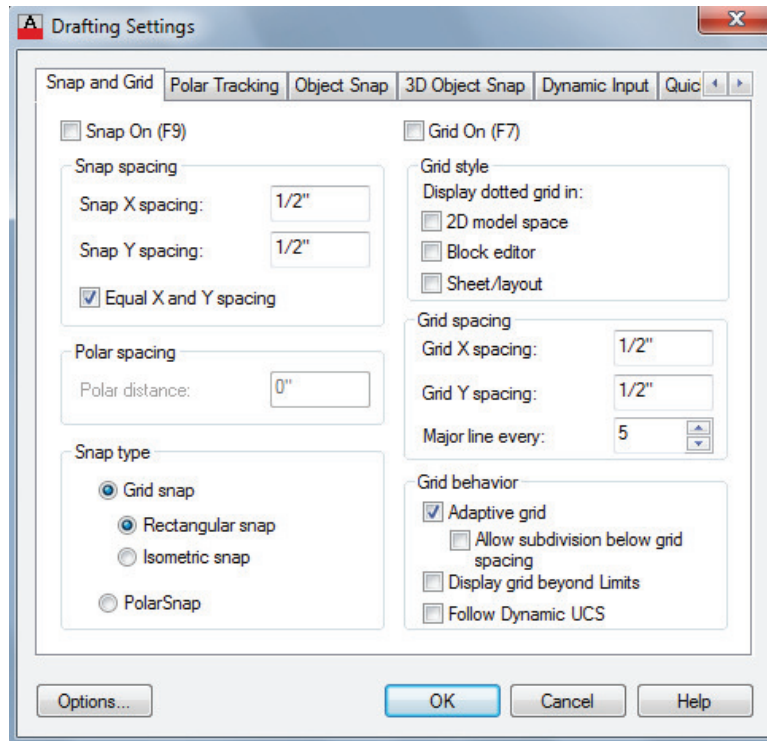 A Drafting Settings
x
Snap and Grid Polar Tracking Object Snap 3D Object Snap Dynamic Input Quic
Snap On (F9)
Snap spacing
Snap X spacing: 1/2"
Snap Y spacing: 1/2"
Equal X and Y spacing
Polar spacing
Polar distance: 0"
Snap type
Grid snap
Rectangular snap
Isometric snap
PolarSnap
Grid On (F7)
Grid style
Display dotted grid in:
2D model space
Block editor
Sheet/layout
Grid spacing
Grid X spacing: 1/2"
Grid Y spacing: 1/2"
Major line every: 5
Grid behavior
Adaptive grid
Allow subdivision below grid
spacing
Display grid beyond Limits
Follow Dynamic UCS
Options... OK Cancel Help